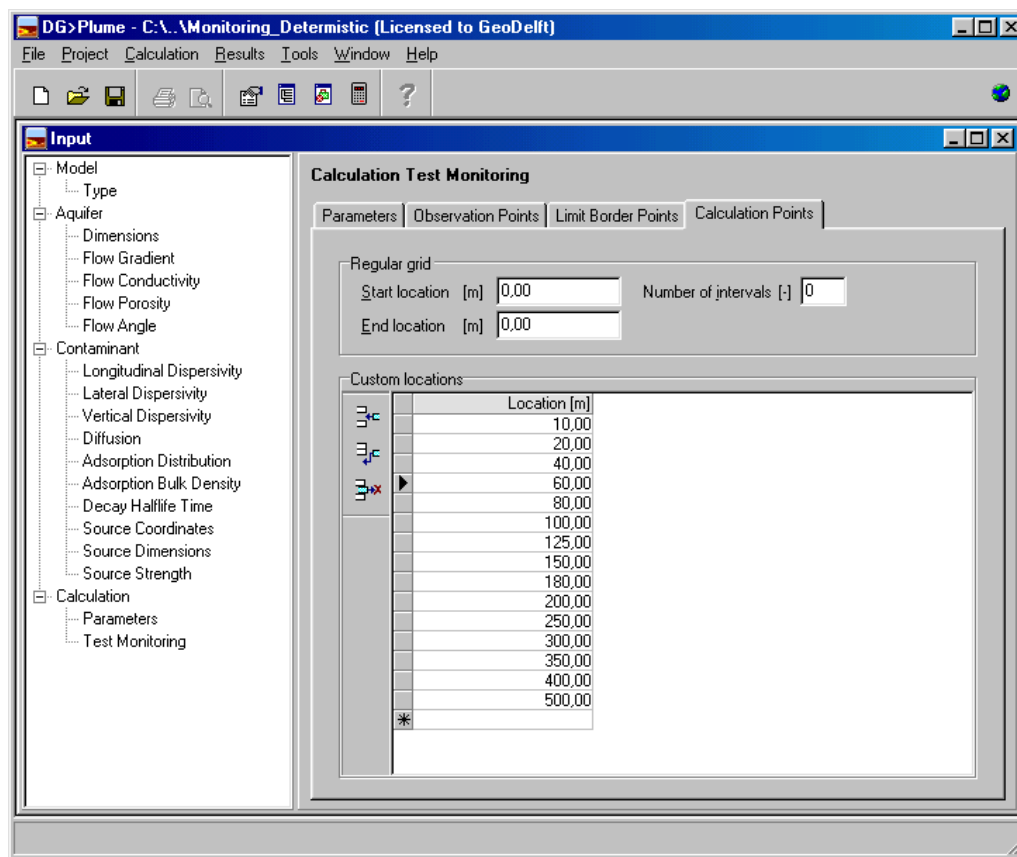 DG>Plume - C:\..\Monitoring_Determistic (Licensed to GeoDelft)
File Project Calculation Results Tools Window Help
Input
Model
Type
Aquifer
Dimensions
Flow Gradient
Flow Conductivity
Flow Porosity
Flow Angle
Contaminant
Longitudinal Dispersivity
Lateral Dispersivity
Vertical Dispersivity
Diffusion
Adsorption Distribution
Adsorption Bulk Density
Decay Halflife Time
Source Coordinates
Source Dimensions
Source Strength
Calculation
Parameters
Test Monitoring
Calculation Test Monitoring
Parameters Observation Points Limit Border Points Calculation Points
Regular grid
Start location [m] 0,00 Number of intervals [-] 0
End location [m] 0,00
Custom locations
Location [m]
10,00
20,00
40,00
60,00
80,00
100,00
125,00
150,00
180,00
200,00
250,00
300,00
350,00
400,00
500,00